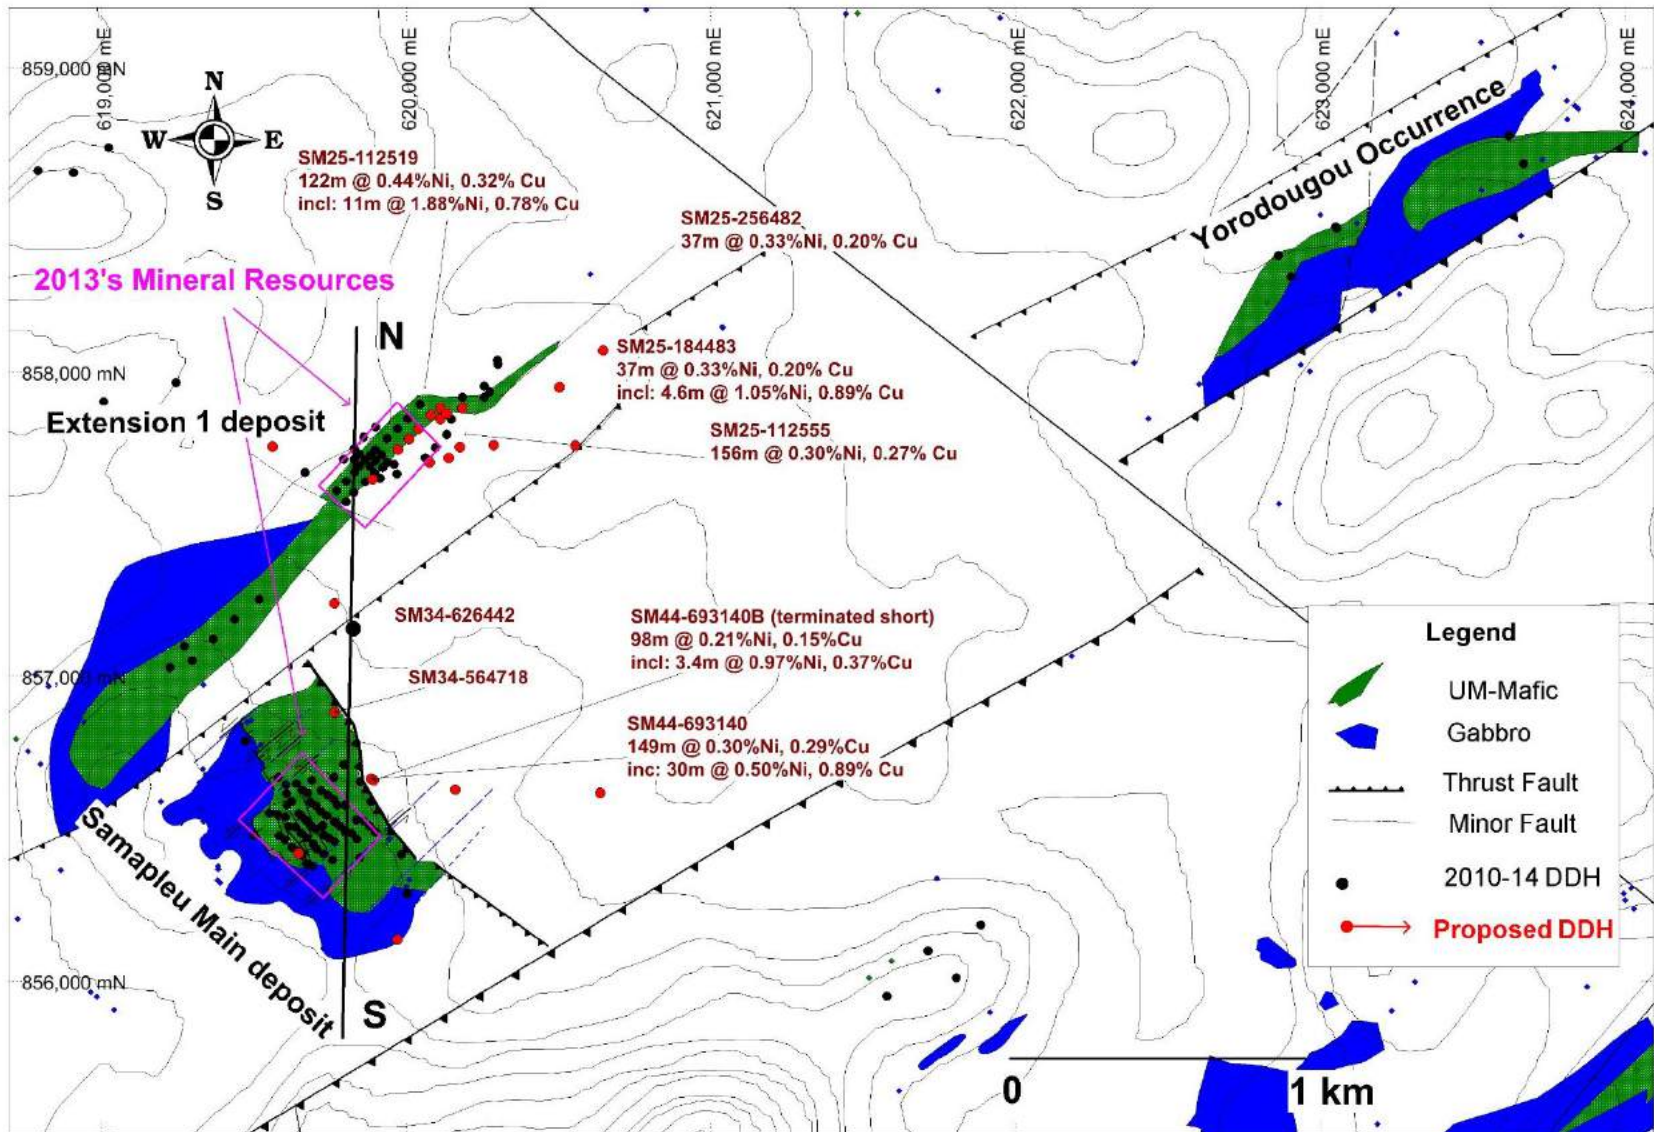 859,000 mN
619,000 mE
620,000 mE
621,000 mE
622,000 mE
623,000 mE
624,000 mE
N
W
E
S
SM25-112519
122m @ 0.44%Ni, 0.32% Cu
incl: 11m @ 1.88%Ni, 0.78% Cu
Yorodougou Occurrence
SM25-256482
37m @ 0.33%Ni, 0.20% Cu
2013's Mineral Resources
N
SM25-184483
37m @ 0.33%Ni, 0.20% Cu
incl: 4.6m @ 1.05%Ni, 0.89% Cu
858,000 mN
Extension 1 deposit
SM25-112555
156m @ 0.30%Ni, 0.27% Cu
SM34-626442
SM44-693140B (terminated short)
98m @ 0.21%Ni, 0.15%Cu
incl: 3.4m @ 0.97%Ni, 0.37%Cu
857,000 mN
SM34-564718
SM44-693140
149m @ 0.30%Ni, 0.29%Cu
inc: 30m @ 0.50%Ni, 0.89% Cu
Legend
UM-Mafic
Gabbro
Thrust Fault
Minor Fault
2010-14 DDH
Proposed DDH
Samapleu Main deposit
856,000 mN
S
0
1 km